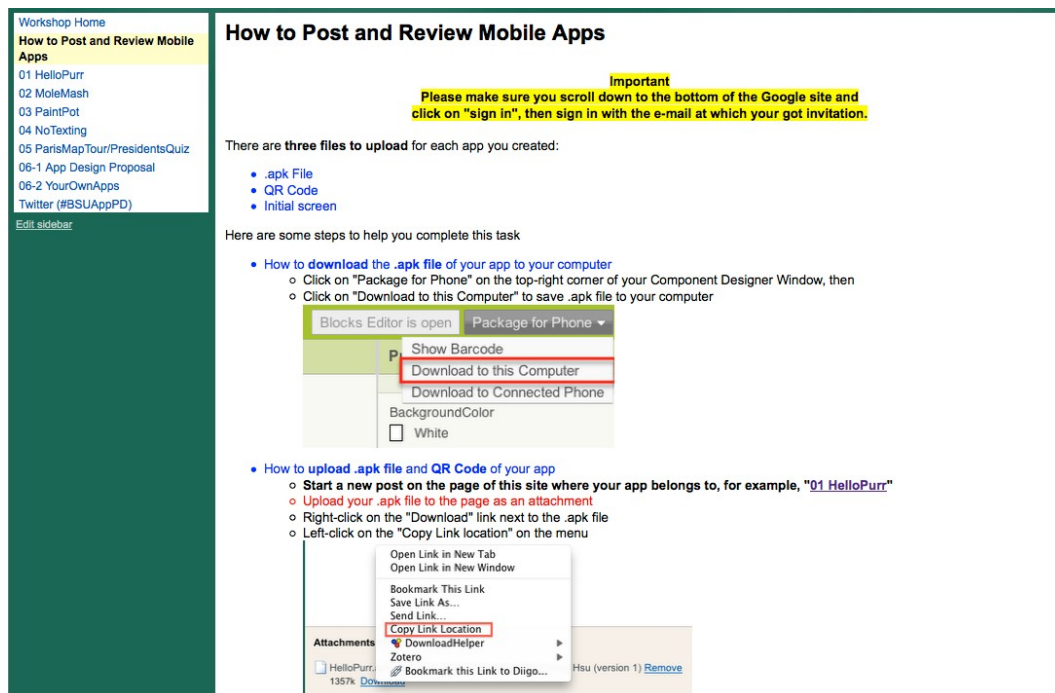 Workshop Home
How to Post and Review Mobile
Apps
01 HelloPurr
02 MoleMash
03 PaintPot
04 NoTexting
05 ParisMapTour/PresidentsQuiz
06-1 App Design Proposal
06-2 YourOwnApps
Twitter (#BSUAppPD)
Edit sidebar
How to Post and Review Mobile Apps
Important
Please make sure you scroll down to the bottom of the Google site and
click on "sign in", then sign in with the e-mail at which your got invitation.
There are three files to upload for each app you created:
.apk File
QR Code
Initial screen
Here are some steps to help you complete this task
How to download the .apk file of your app to your computer
Click on "Package for Phone" on the top-right corner of your Component Designer Window, then
Click on "Download to this Computer" to save .apk file to your computer
Blocks Editor is open Package for Phone
Show Barcode
Download to this Computer
Download to Connected Phone
BackgroundColor
White
How to upload .apk file and QR Code of your app
Start a new post on the page of this site where your app belongs to, for example, "01 HelloPurr"
Upload your .apk file to the page as an attachment
Right-click on the "Download" link next to the .apk file
Left-click on the "Copy Link location" on the menu
Open Link in New Tab
Open Link in New Window
Bookmark This Link
Save Link As...
Send Link...
Copy Link Location
Attachments DownloadHelper
Zotero
HelloPurr. Bookmark this Link to Diigo... Hsu (version 1) Remove
1357k Download